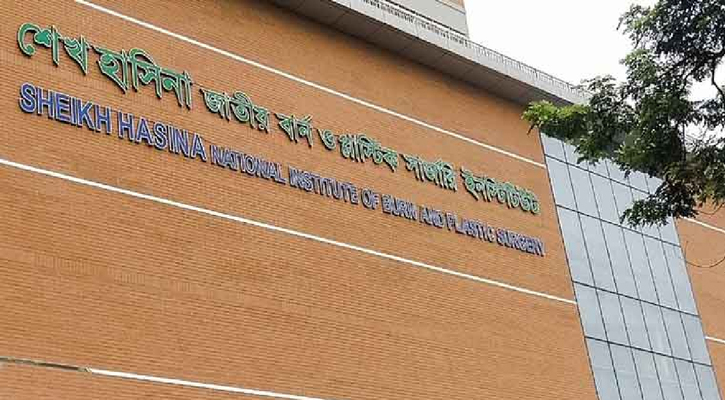 শেখ হাসিনা জাতীয় বার্ন ও প্লাস্টিক সার্জারি ইনস্টিটিউট
SHEIKH HASINA NATIONAL INSTITUTE OF BURN AND PLASTIC SURGERY